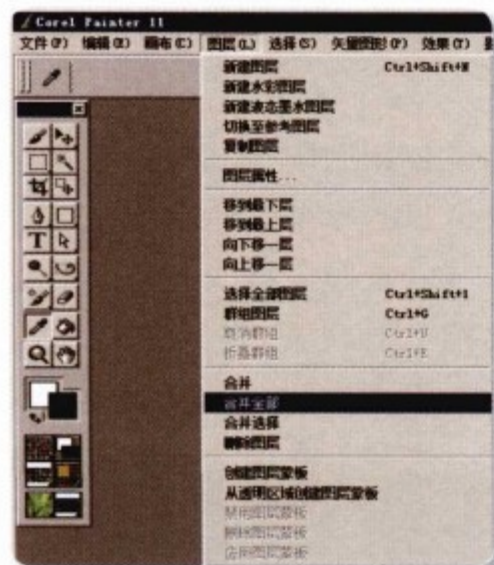 Corel Painter 11
文件(F) 编辑(E) 画布(C) 图层(L) 选择(S) 矢量图形(P) 效果(T)
新建图层 Ctrl+Shift+N
新建水彩图层
新建液态墨水图层
切换至参考图层
复制图层
图层属性...
移到最下层
移到最上层
向下移一层
向上移一层
选择全部图层 Ctrl+Shift+1
群组图层 Ctrl+G
取消群组 Ctrl+U
折叠群组 Ctrl+E
合并
合并全部
合并选择
删除图层
创建图层蒙板
从透明区域创建图层蒙板
禁用图层蒙板
删除图层蒙板
应用图层蒙板
T